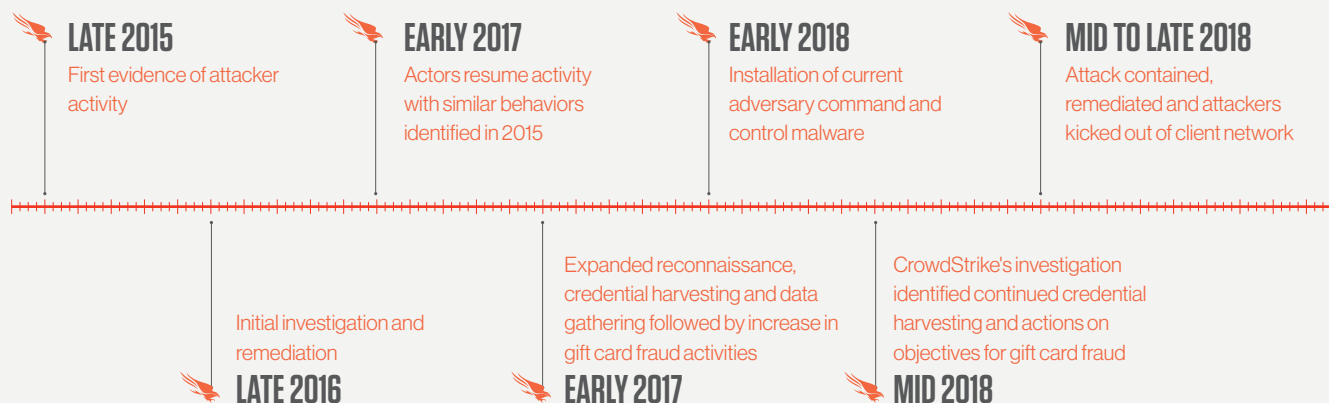 LATE 2015
First evidence of attacker
activity
EARLY 2017
Actors resume activity
with similar behaviors
identified in 2015
EARLY 2018
Installation of current
adversary command and
control malware
MID TO LATE 2018
Attack contained,
remediated and attackers
kicked out of client network
Initial investigation and
remediation
LATE 2016
Expanded reconnaissance,
credential harvesting and data
gathering followed by increase in
gift card fraud activities
EARLY 2017
CrowdStrike's investigation
identified continued credential
harvesting and actions on
objectives for gift card fraud
MID 2018